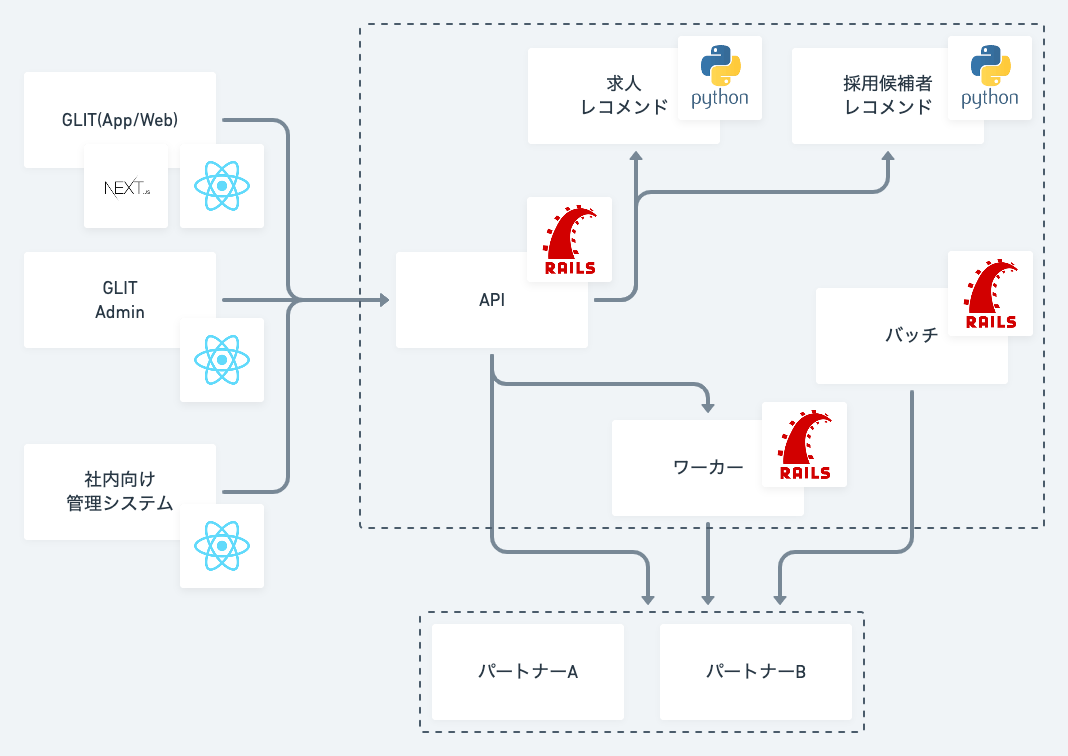 GLIT(App/Web)
NEXT.JS
GLIT
Admin
社内向け
管理システム
求人
レコメンド
python
採用候補者
レコメンド
python
API
RAILS
バッチ
RAILS
ワーカー
RAILS
パートナーA
パートナーB